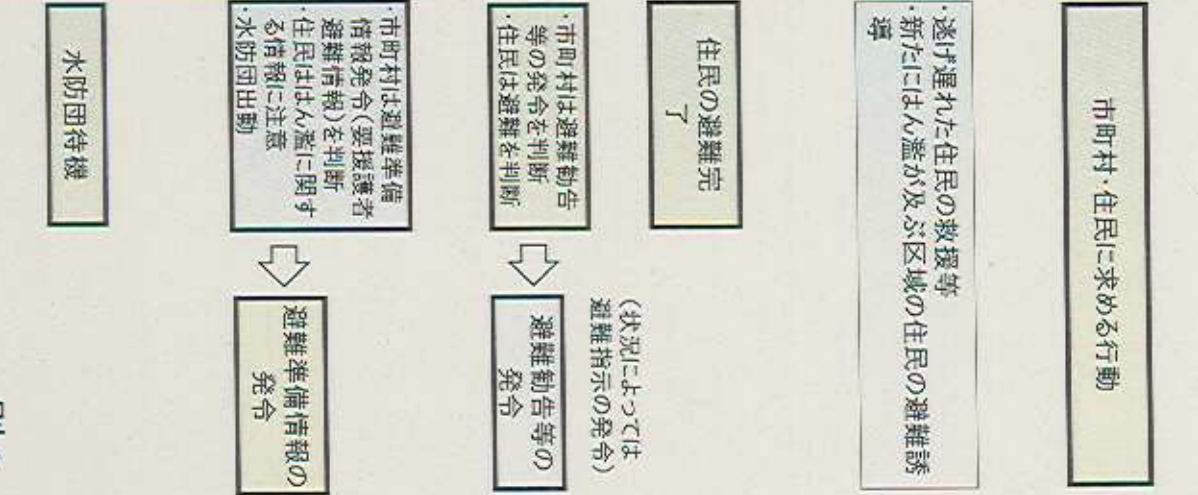 市町村・住民に求める行動
・逃げ遅れた住民の救援等
・新たにはん濫が及ぶ区域の住民の避難誘
導
住民の避難完
了
(状況によっては
避難指示の発令)
・市町村は避難勧告
等の発令を判断
・住民は避難を判断
避難勧告等の
発令
・市町村は避難準備
情報発令(要援護者
避難情報)を判断
・住民ははん濫に関す
る情報に注意
・水防団出動
避難準備情報の
発令
水防団待機